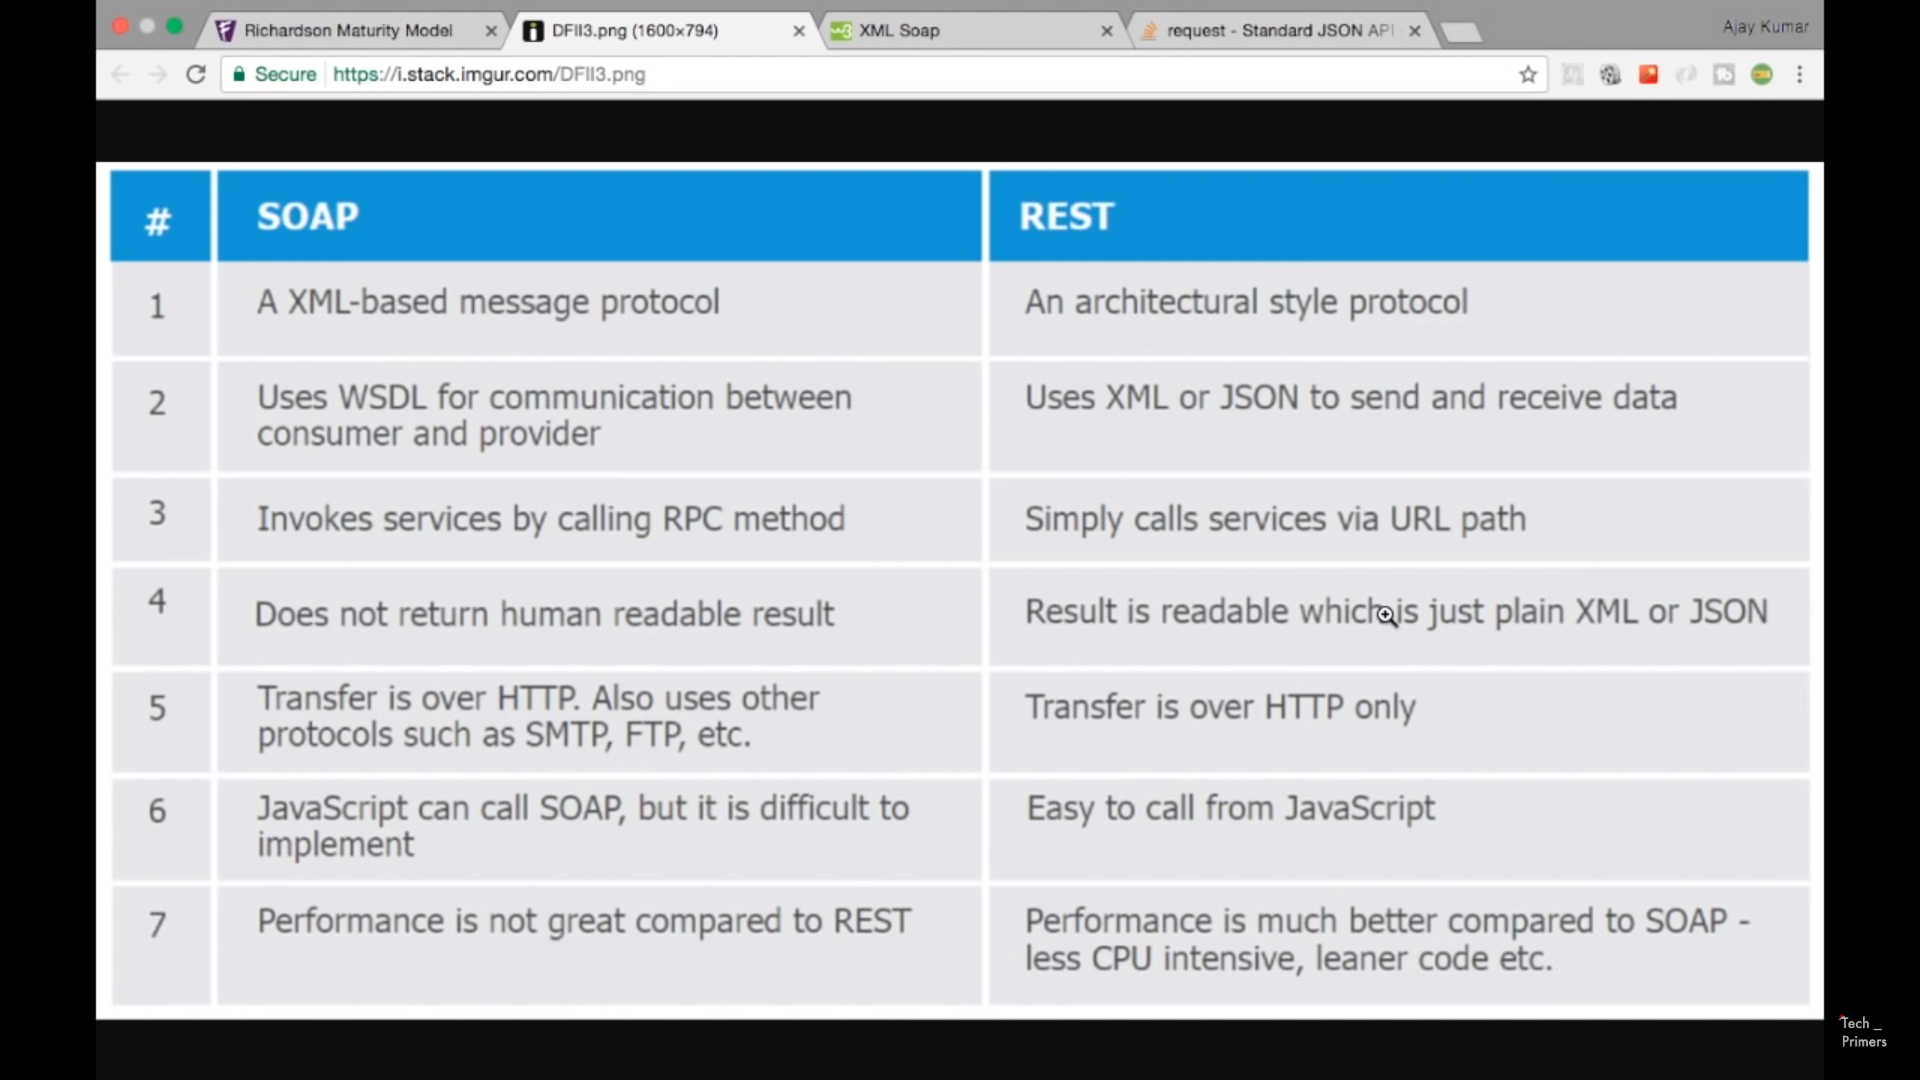 Richardson Maturity Model
DFlI3.png (1600×794)
XML Soap
request - Standard JSON API
Ajay Kumar
Secure
https://i.stack.imgur.com/DFlI3.png
# SOAP REST
1 A XML-based message protocol An architectural style protocol
2 Uses WSDL for communication between Uses XML or JSON to send and receive data
consumer and provider
3 Invokes services by calling RPC method Simply calls services via URL path
4 Does not return human readable result Result is readable which is just plain XML or JSON
5 Transfer is over HTTP. Also uses other Transfer is over HTTP only
protocols such as SMTP, FTP, etc.
6 JavaScript can call SOAP, but it is difficult to Easy to call from JavaScript
implement
7 Performance is not great compared to REST Performance is much better compared to SOAP -
less CPU intensive, leaner code etc.
Tech _
Primers